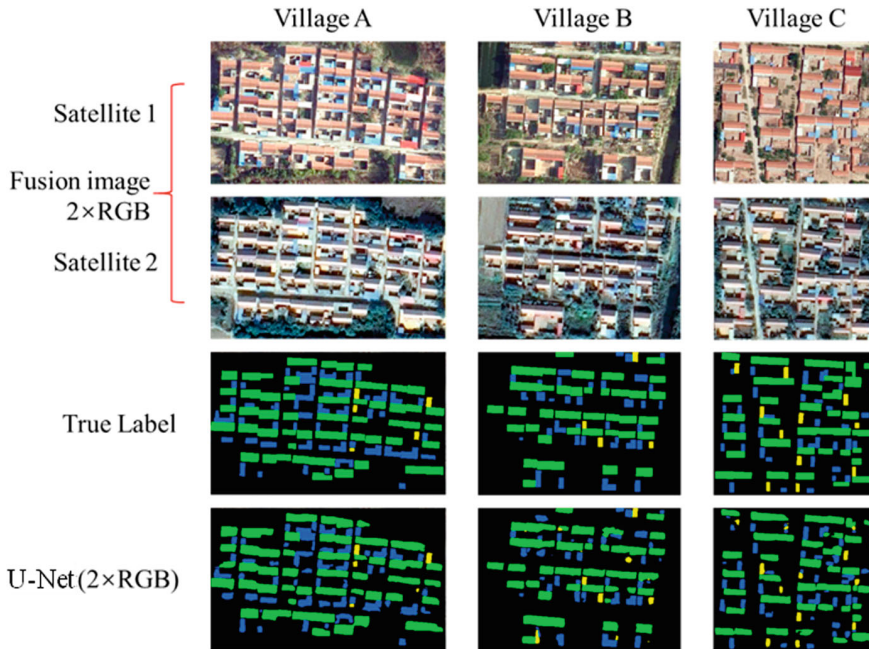 Village A
Village B
Village C
Satellite 1
Fusion image
2×RGB
Satellite 2
True Label
U-Net (2×RGB)